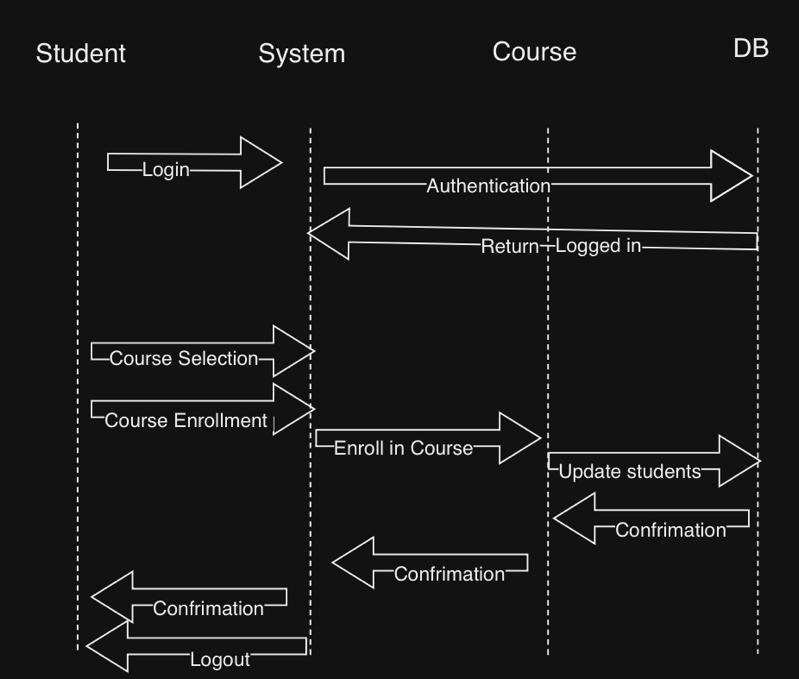 Student
System
Course
DB
Login
Authentication
Return
Logged in
Course Selection
Course Enrollment
Enroll in Course
Update students
Confrimation
Confrimation
Confrimation
Logout